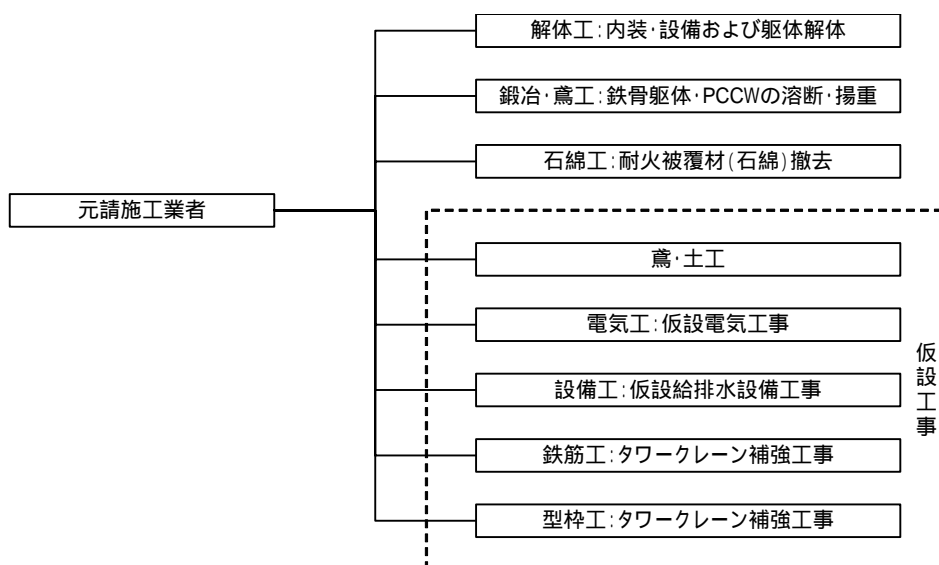 解体工:内装・設備および躯体解体
鍛冶・鳶工:鉄骨躯体・PCCWの溶断・揚重
石綿工:耐火被覆材(石綿)撤去
元請施工業者
鳶・土工
電気工:仮設電気工事
設備工:仮設給排水設備工事
鉄筋工:タワークレーン補強工事
型枠工:タワークレーン補強工事
仮設工事